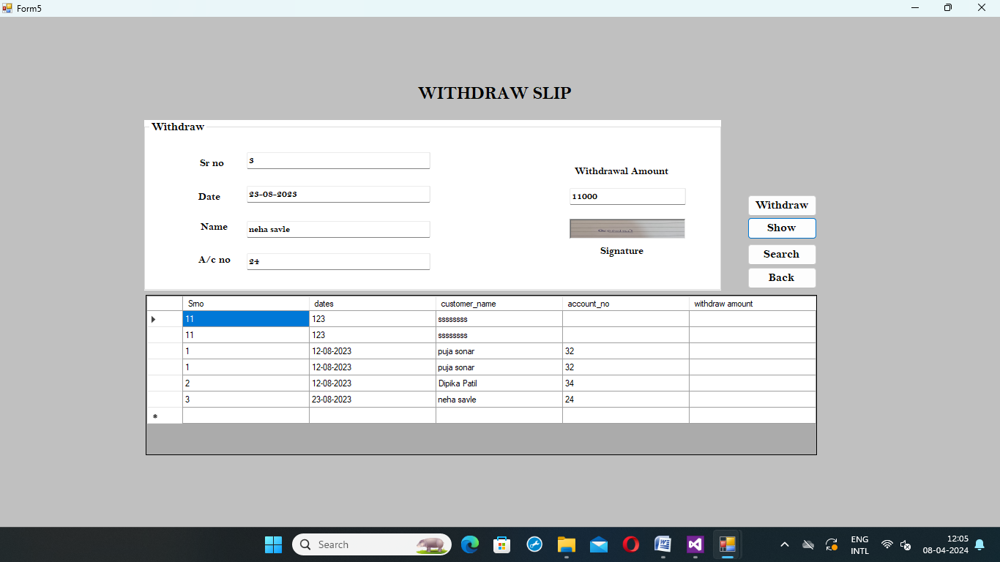 Form5
WITHDRAW SLIP
Withdraw
Sr no 3
Date 23-08-2023
Name neha savle
A/c no 24
Withdrawal Amount
11000
Signature
Withdraw
Show
Search
Back
Srno dates customer_name account_no withdraw amount
11 123 ssssssss
11 123 ssssssss
1 12-08-2023 puja sonar 32
1 12-08-2023 puja sonar 32
2 12-08-2023 Dipika Patil 34
3 23-08-2023 neha savle 24
Search
ENG
INTL
12:05
08-04-2024